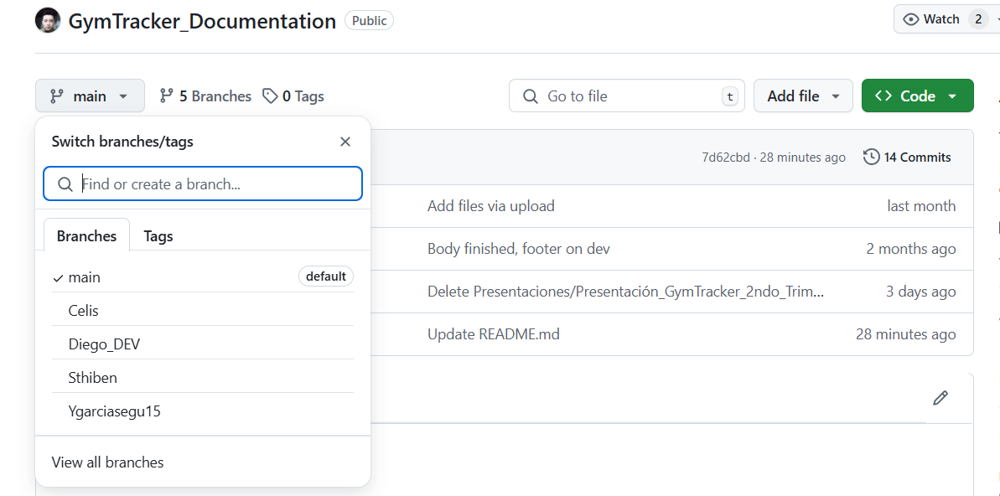 GymTracker_Documentation Public Watch 2
main 5 Branches 0 Tags Go to file t Add file Code
Switch branches/tags
7d62cbd · 28 minutes ago 14 Commits
Find or create a branch...
Add files via upload last month
Branches Tags
Body finished, footer on dev 2 months ago
main default
Delete Presentaciones/Presentación_GymTracker_2ndo_Trim... 3 days ago
Celis
Update README.md 28 minutes ago
Diego_DEV
Sthiben
Ygarciasegu15
View all branches